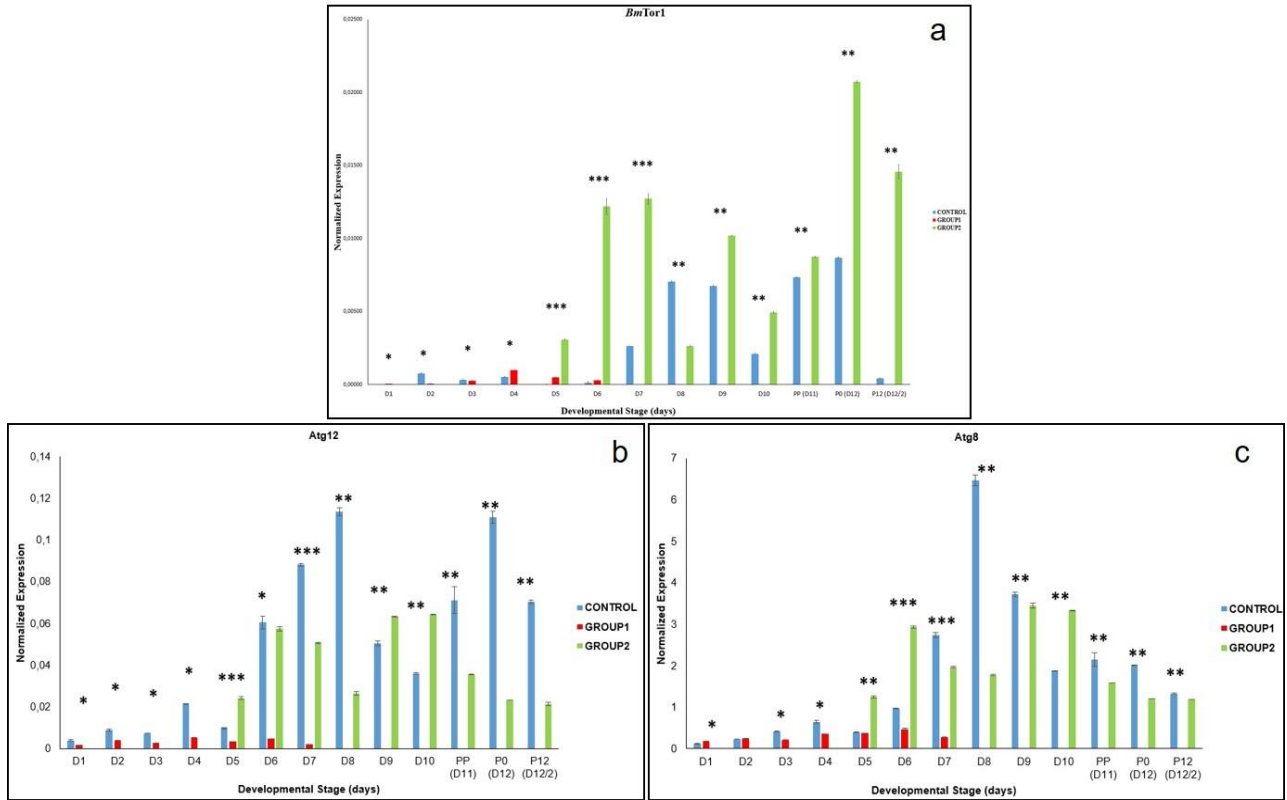 BmTor1
a
0,02500
0,02000
0,01500
0,01000
0,00500
0,00000
Normalized Expression
*
*
*
*
***
***
***
**
**
**
**
**
**
D1 D2 D3 D4 D5 D6 D7 D8 D9 D10 PP (D11) P0 (D12) P12 (D12/2)
Developmental Stage (days)
CONTROL
GROUP1
GROUP2
Atg12
b
0,14
0,12
0,1
0,08
0,06
0,04
0,02
0
Normalized Expression
*
*
*
*
***
*
***
**
**
**
**
**
**
D1 D2 D3 D4 D5 D6 D7 D8 D9 D10 PP P0 P12
(D11) (D12) (D12/2)
Developmental Stage (days)
CONTROL
GROUP1
GROUP2
Atg8
c
7
6
5
4
3
2
1
0
Normalized Expression
*
*
*
**
***
***
**
**
**
**
**
**
D1 D2 D3 D4 D5 D6 D7 D8 D9 D10 PP P0 P12
(D11) (D12) (D12/2)
Developmental Stage (days)
CONTROL
GROUP1
GROUP2